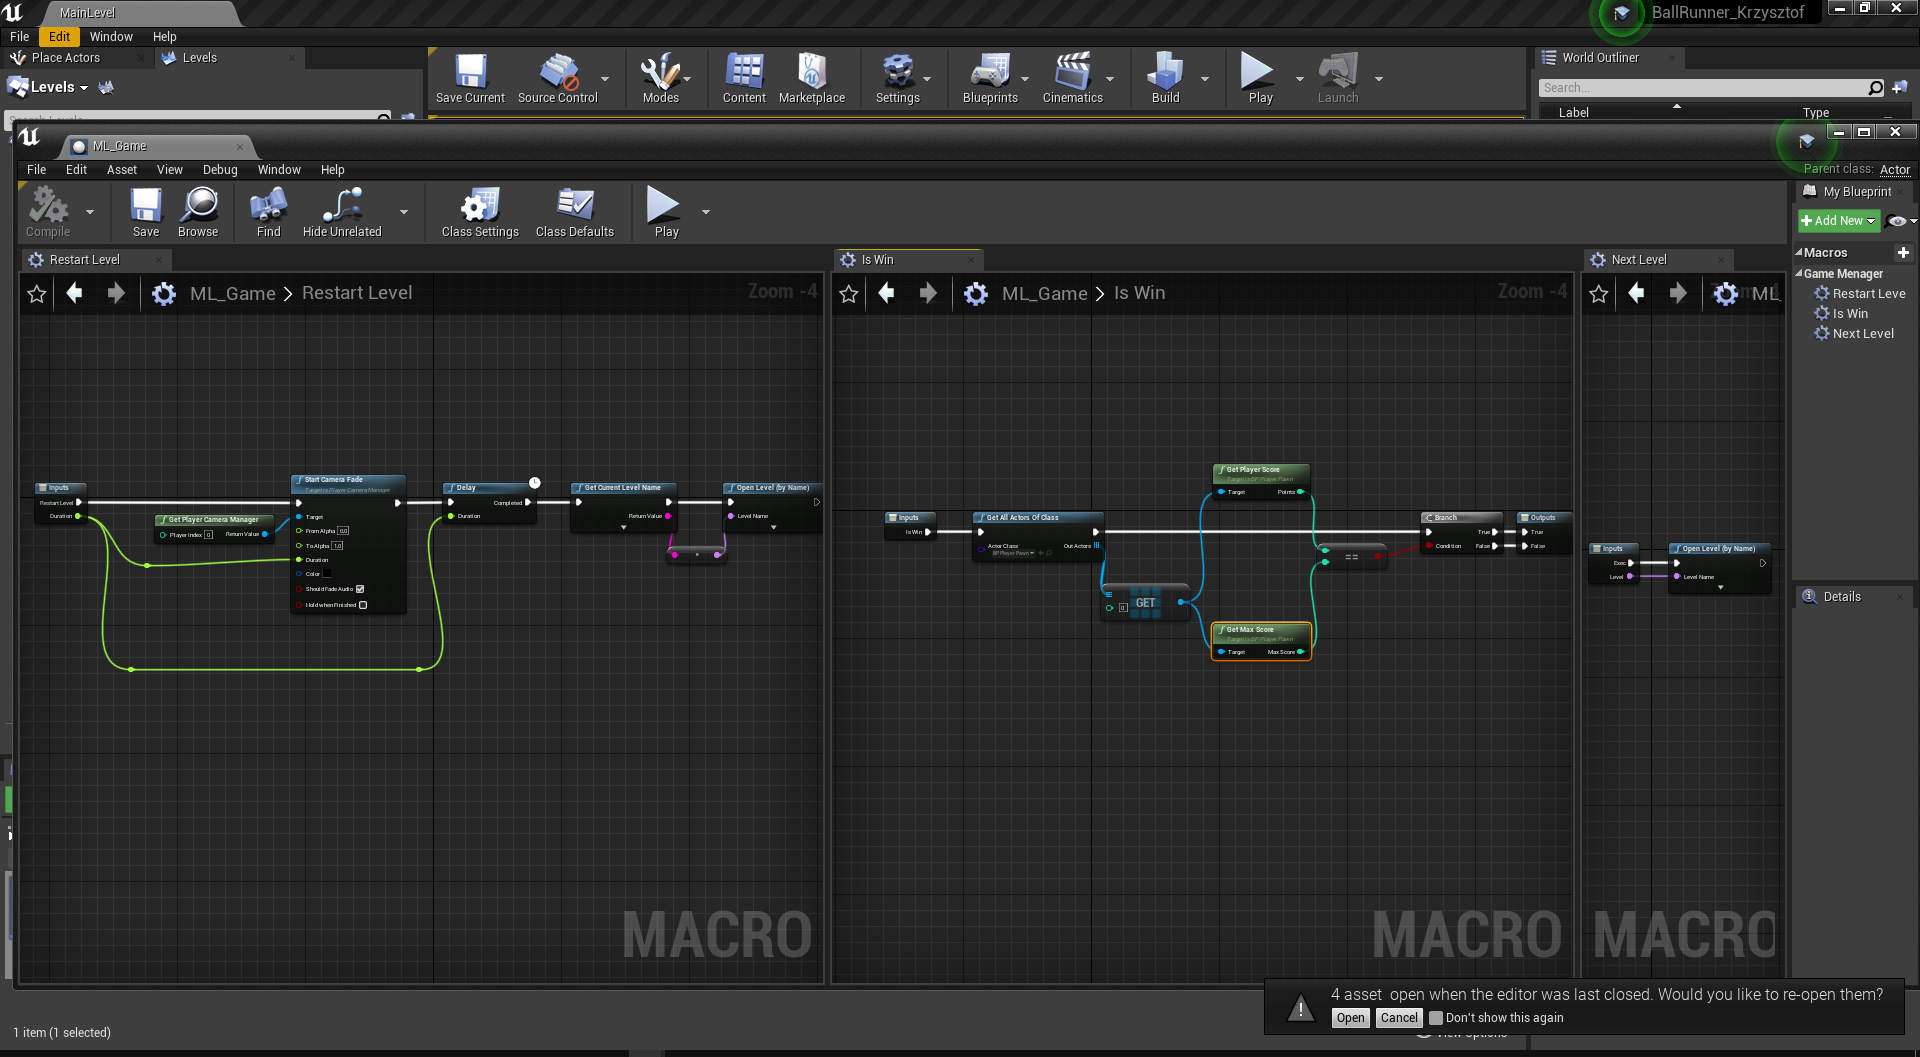 MainLevel
BallRunner_Krzysztof
File Edit Window Help
Place Actors
Levels
World Outliner
Levels
Save Current
Source Control
Modes
Content
Marketplace
Settings
Blueprints
Cinematics
Build
Play
Launch
Search...
Label
Type
ML_Game
File Edit Asset View Debug Window Help
Parent class: Actor
Compile
Save
Browse
Find
Hide Unrelated
Class Settings
Class Defaults
Play
My Blueprint
Add New
Macros
Game Menager
Restart Leve
Is Win
Next Level
Details
Restart Level
ML_Game > Restart Level
Zoom -4
Inputs
Restart Level
Duration
Get Player Camera Manager
Player Index 0
Return Value
Start Camera Fade
Target is Player Camera Manager
Target
From Alpha 0,0
To Alpha 1,0
Duration
Color
Should Fade Audio
Hold when Finished
Delay
Completed
Duration
Get Current Level Name
Return Value
Open Level (by Name)
Level Name
MACRO
Is Win
ML_Game > Is Win
Zoom -4
Inputs
Is Win
Get All Actors Of Class
Actor Class
BP Player Pawn
Out Actors
0
GET
Get Player Score
Target is BP Player Pawn
Target
Points
Get Max Score
Target is BP Player Pawn
Target
Max Score
==
Branch
True
Condition
False
Outputs
True
False
MACRO
Next Level
ML
Inputs
Exec
Level
Open Level (by Name)
Level Name
MACRO
4 asset open when the editor was last closed. Would you like to re-open them?
Open
Cancel
Don't show this again
1 item (1 selected)